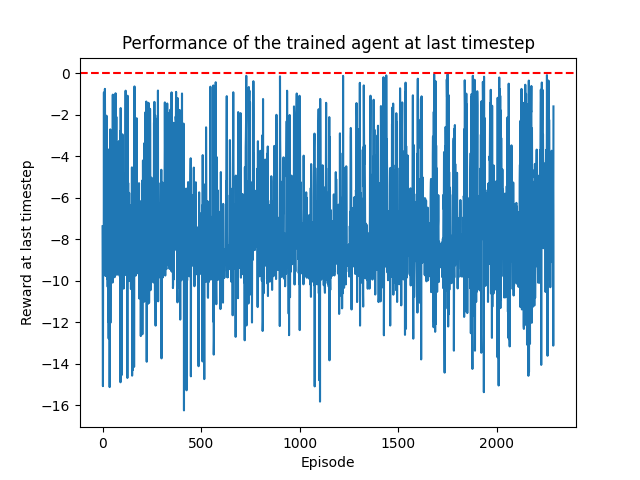 Performance of the trained agent at last timestep
0
−2
−4
−6
−8
−10
−12
−14
−16
Reward at last timestep
0 500 1000 1500 2000
Episode